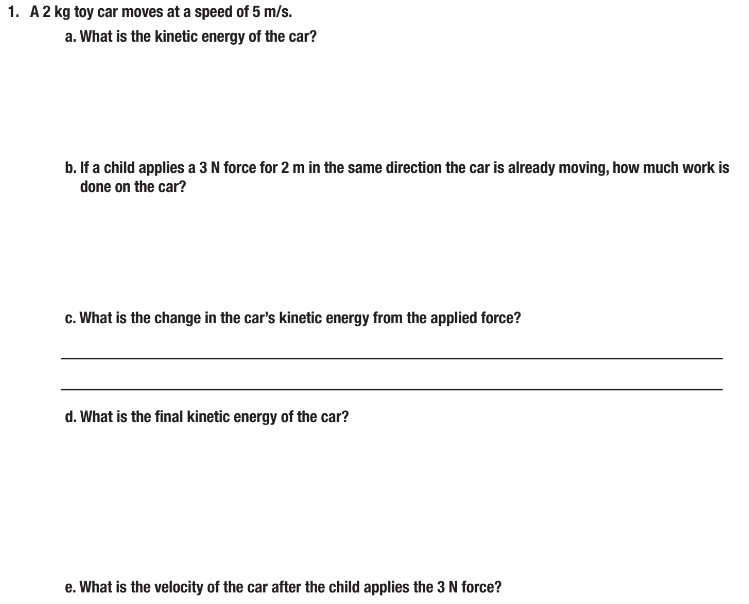 1. A 2 kg toy car moves at a speed of 5 m/s.
a. What is the kinetic energy of the car?
b. If a child applies a 3 N force for 2 m in the same direction the car is already moving, how much work is
done on the car?
c. What is the change in the car’s kinetic energy from the applied force?
d. What is the final kinetic energy of the car?
e. What is the velocity of the car after the child applies the 3 N force?